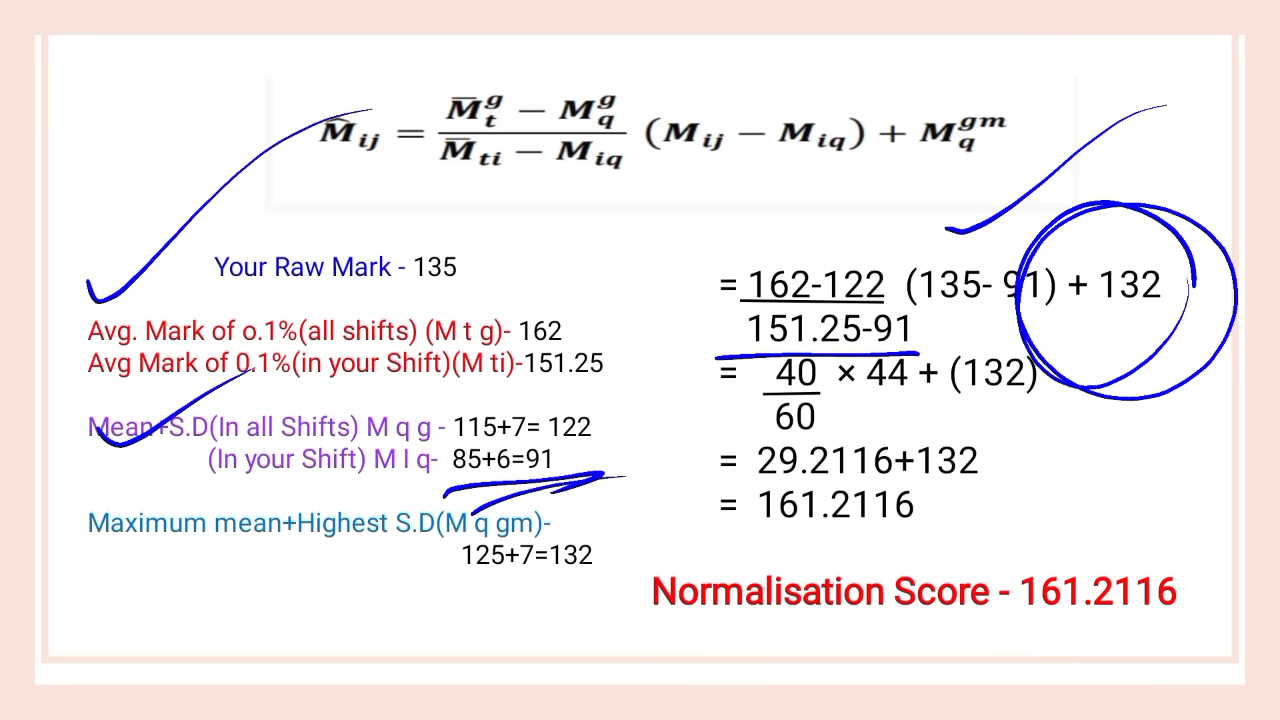 M̂ij = (M̄t^g − Mq^g) / (M̄ti − Miq) (Mij − Miq) + Mq^gm
Your Raw Mark - 135
Avg. Mark of o.1%(all shifts) (M t g)- 162
Avg Mark of 0.1%(in your Shift)(M ti)-151.25
Mean+S.D(In all Shifts) M q g - 115+7= 122
(In your Shift) M I q- 85+6=91
Maximum mean+Highest S.D(M q gm)-
125+7=132
= 162-122 (135- 91) + 132
151.25-91
= 40 × 44 + (132)
60
= 29.2116+132
= 161.2116
Normalisation Score - 161.2116